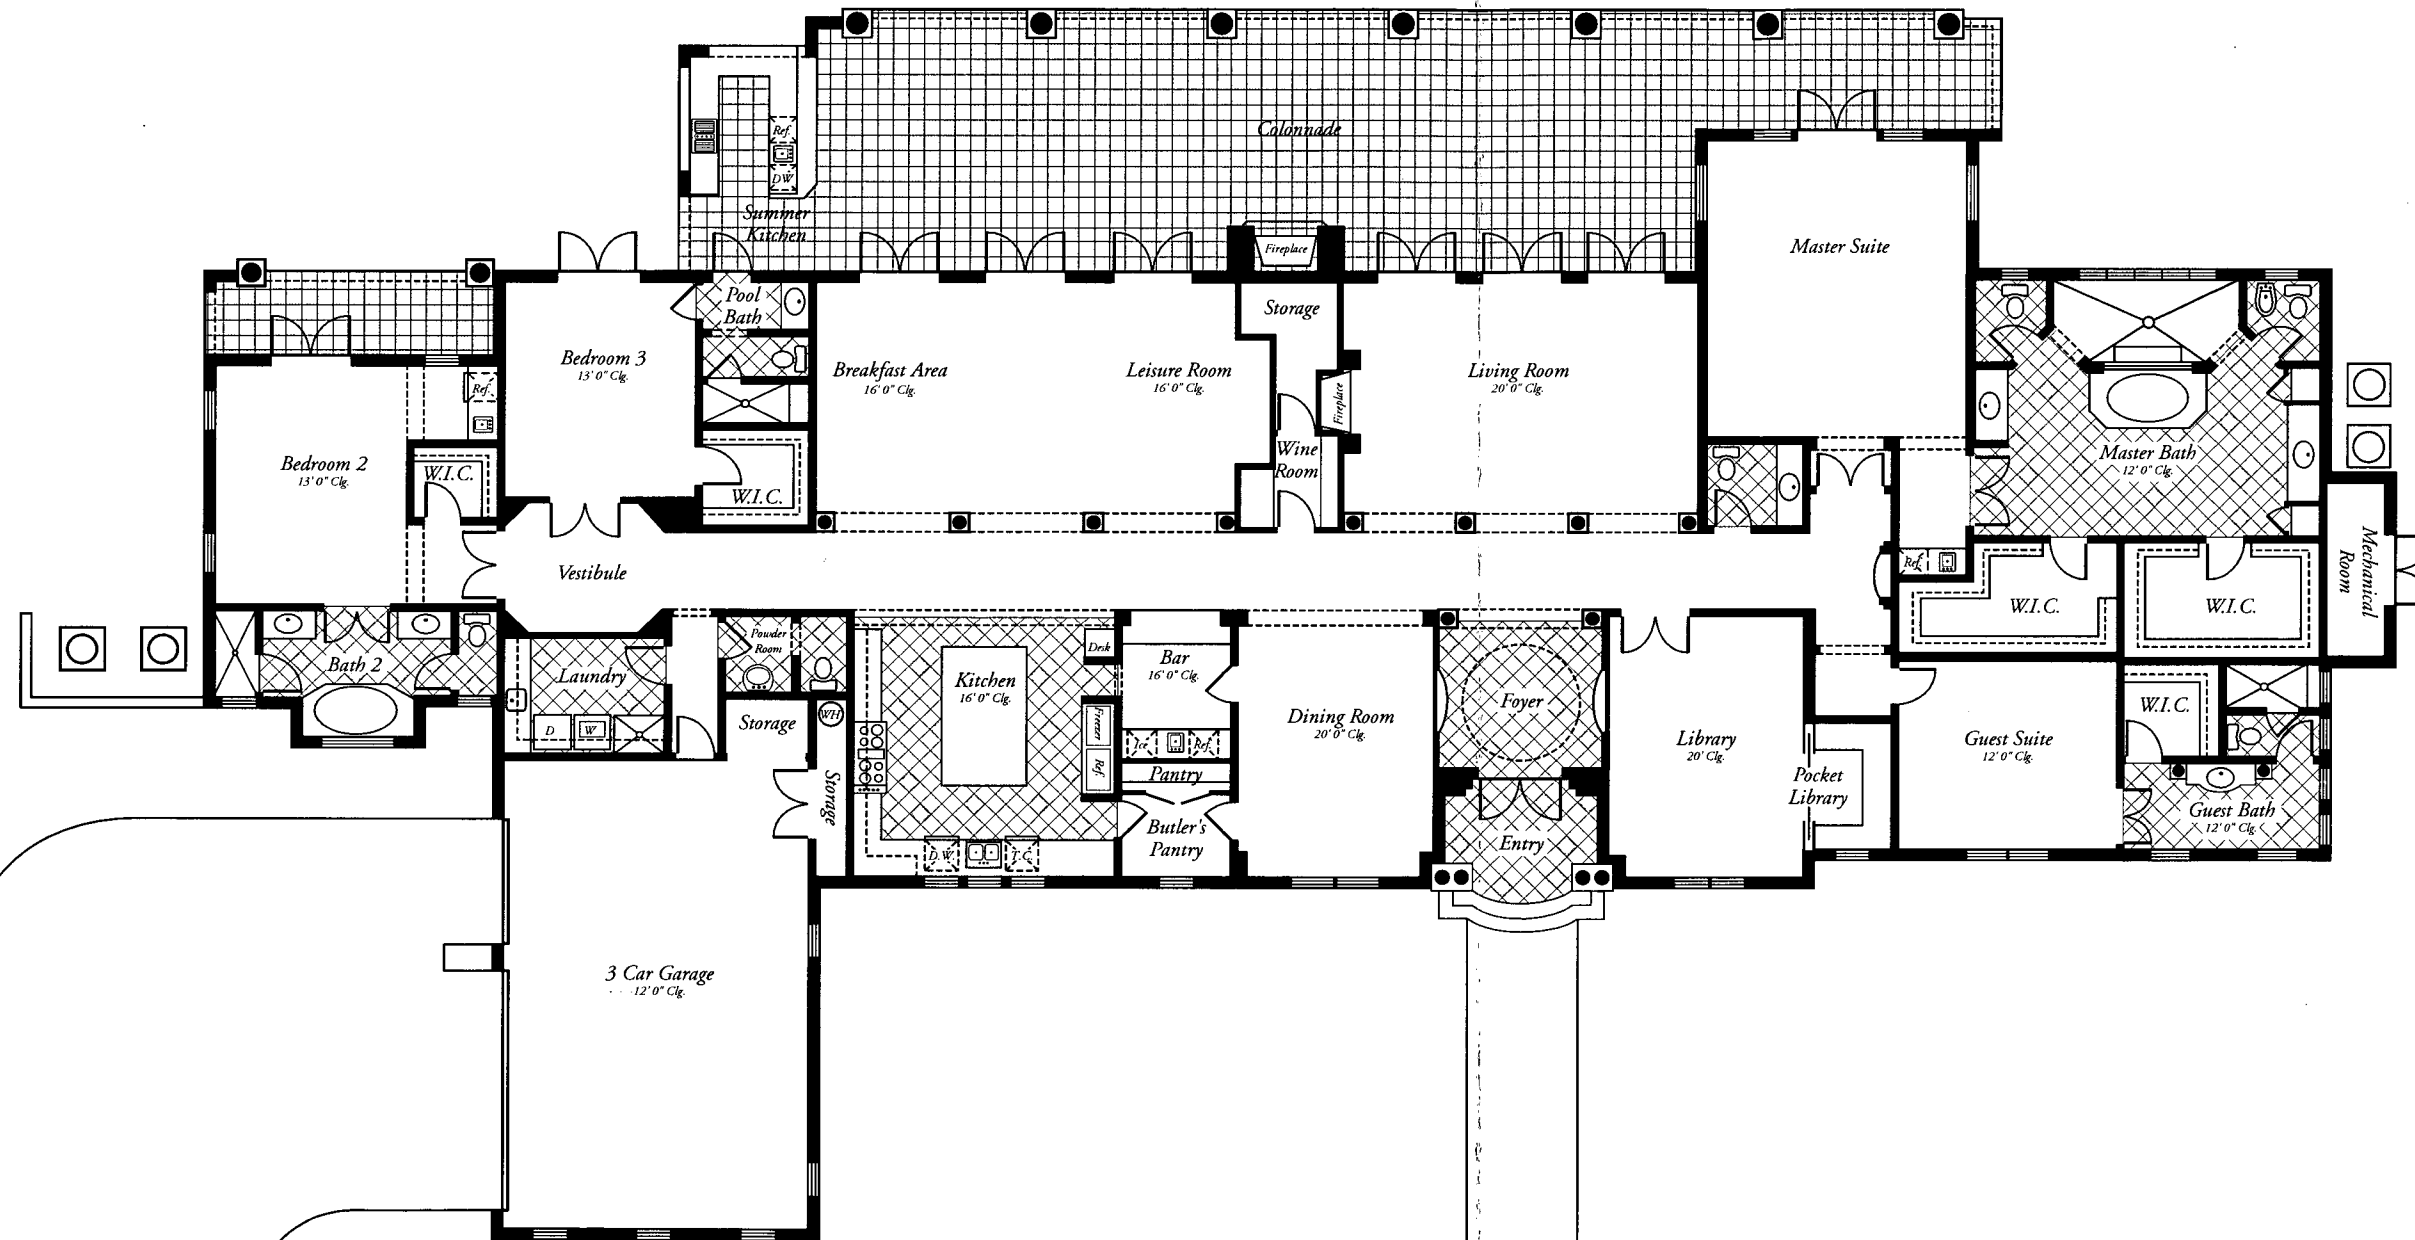 Colonnade
Ref.
DW
Summer
Kitchen
Fireplace
Master Suite
Pool
Bath
Storage
Bedroom 3
13' 0" Clg.
Breakfast Area
16' 0" Clg.
Leisure Room
16' 0" Clg.
Living Room
20' 0" Clg.
Fireplace
Ref.
Bedroom 2
13' 0" Clg.
W.I.C.
W.I.C.
Wine
Room
Master Bath
12' 0" Clg.
Mechanical
Room
Vestibule
Ref.
W.I.C.
W.I.C.
Bath 2
Laundry
D
W
Powder
Room
Storage
WH
Storage
Kitchen
16' 0" Clg.
Desk
Freezer
Ref.
D.W.
T.C.
Bar
16' 0" Clg.
Ice
Ref.
Pantry
Butler's
Pantry
Dining Room
20' 0" Clg.
Foyer
Entry
Library
20' Clg.
Pocket
Library
Guest Suite
12' 0" Clg.
W.I.C.
Guest Bath
12' 0" Clg.
3 Car Garage
12' 0" Clg.